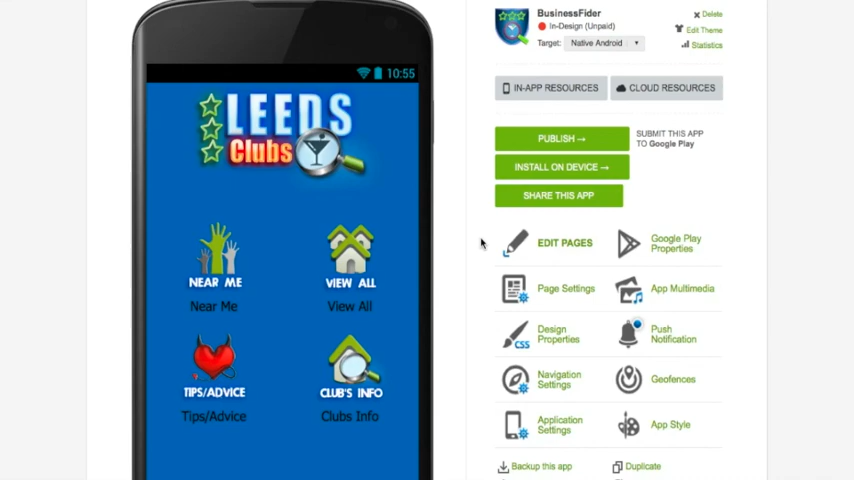 10:55
LEEDS
Clubs
NEAR ME
Near Me
VIEW ALL
View All
TIPS/ADVICE
Tips/Advice
CLUB'S INFO
Clubs Info
BusinessFider
In-Design (Unpaid)
Target: Native Android
Delete
Edit Theme
Statistics
IN-APP RESOURCES
CLOUD RESOURCES
PUBLISH →
SUBMIT THIS APP
TO Google Play
INSTALL ON DEVICE →
SHARE THIS APP
EDIT PAGES
Google Play
Properties
Page Settings
App Multimedia
CSS
Design
Properties
Push
Notification
Navigation
Settings
Geofences
Application
Settings
App Style
Backup this app
Duplicate